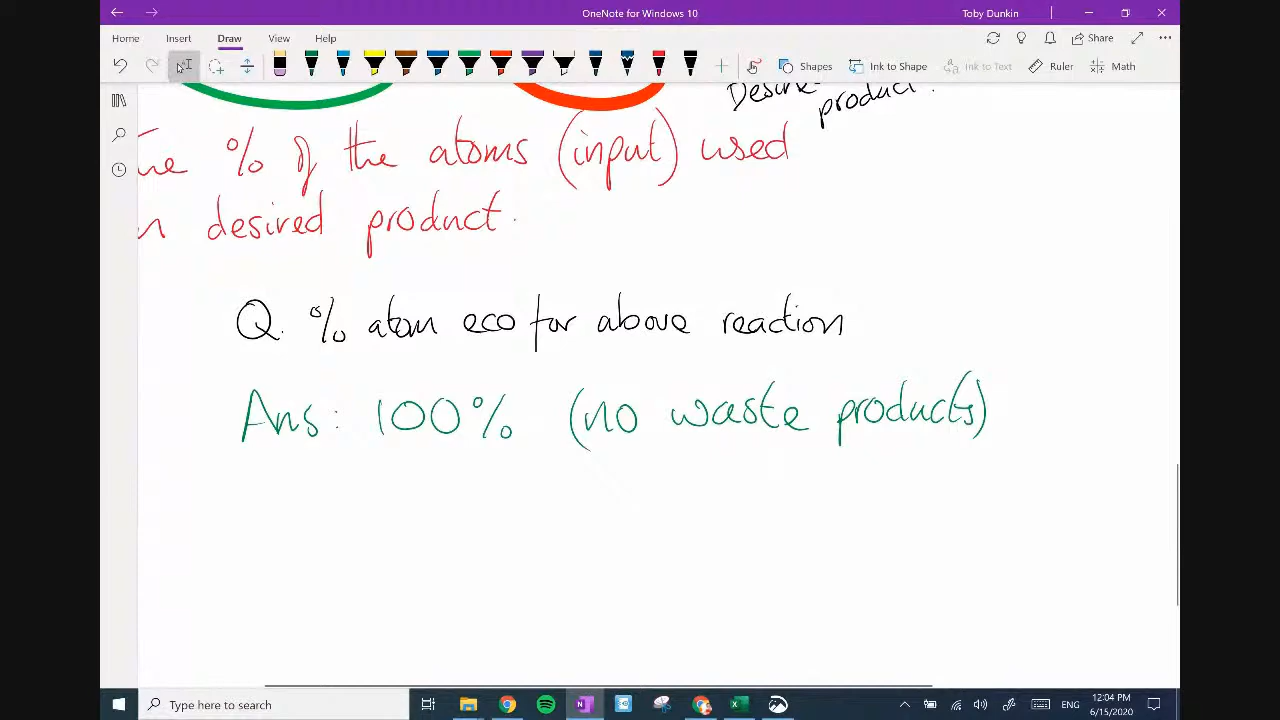 OneNote for Windows 10
Toby Dunkin
Home Insert Draw View Help
Share
Shapes Ink to Shape Ink to Text Ruler Math
product.
% of the atoms (input) used
desired product.
Q. % atom eco for above reaction
Ans: 100% (no waste products)
Type here to search
ENG
12:04 PM
6/15/2020